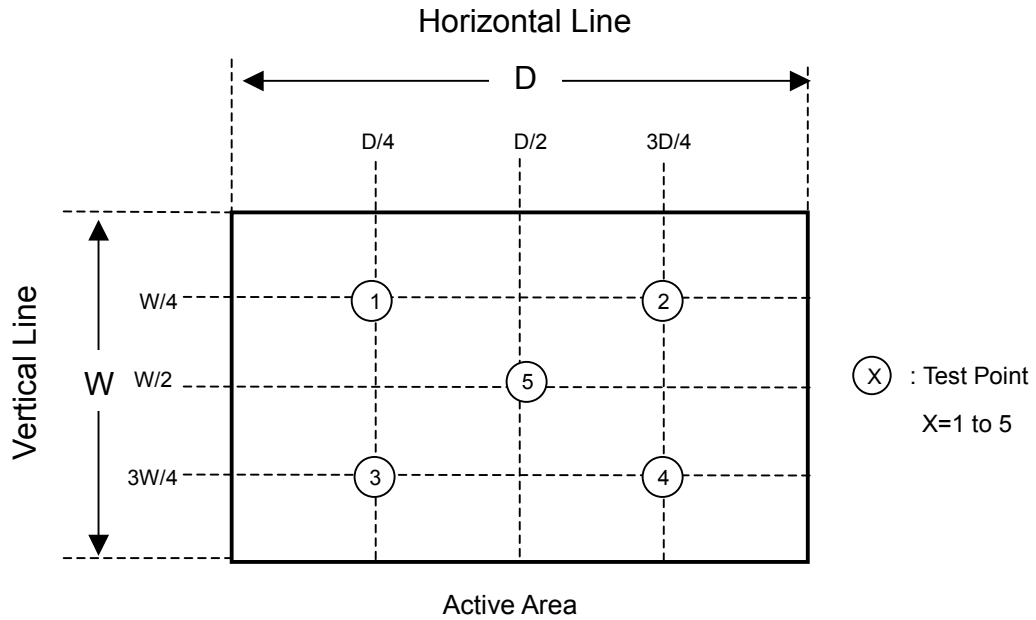 Horizontal Line
D
D/4 D/2 3D/4
Vertical Line
W
W/4
1 2
W/2
5
X : Test Point
X=1 to 5
3W/4
3 4
Active Area